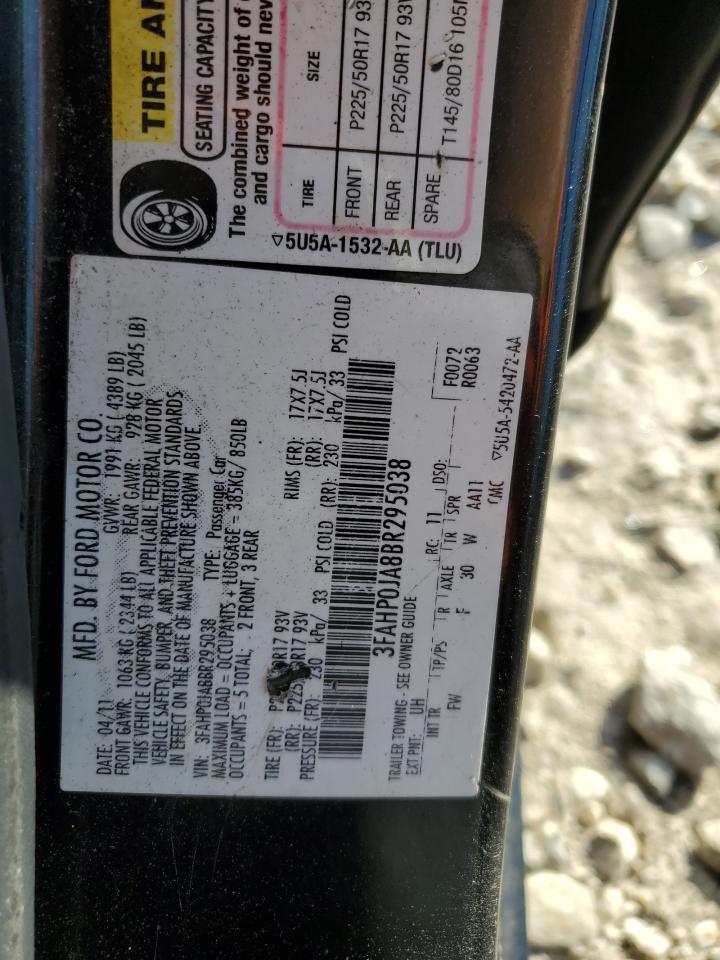 TIRE AN
SEATING CAPACITY
The combined weight of
and cargo should nev
TIRE SIZE
FRONT P225/50R17 93
REAR P225/50R17 93V
SPARE T145/80D16 105
▽5U5A-1532-AA (TLU)
MFD. BY FORD MOTOR CO.
DATE: 04/11 GVWR: 1991 KG ( 4389 LB)
FRONT GAWR: 1063 KG ( 2344 LB) REAR GAWR: 928 KG ( 2045 LB)
THIS VEHICLE CONFORMS TO ALL APPLICABLE FEDERAL MOTOR
VEHICLE SAFETY, BUMPER, AND THEFT PREVENTION STANDARDS
IN EFFECT ON THE DATE OF MANUFACTURE SHOWN ABOVE.
VIN: 3FAHP0JA8BR295038 TYPE: Passenger Car
MAXIMUM LOAD = OCCUPANTS + LUGGAGE = 385KG/ 850LB
OCCUPANTS = 5 TOTAL; 2 FRONT, 3 REAR
TIRE (FR): R17 93V RIMS (FR): 17X7.5J
(RR): P225 R17 93V (RR): 17X7.5J
PRESSURE (FR): 230 kPa/ 33 PSI COLD (RR): 230 kPa/ 33 PSI COLD
3FAHP0JA8BR295038
TRAILER TOWING - SEE OWNER GUIDE
EXT PNT: UH RC: 11 DSO: F0072
INT TR TP/PS R AXLE TR SPR R0063
FW F 30 W AA11
CMC ▽5U5A-5420472-AA